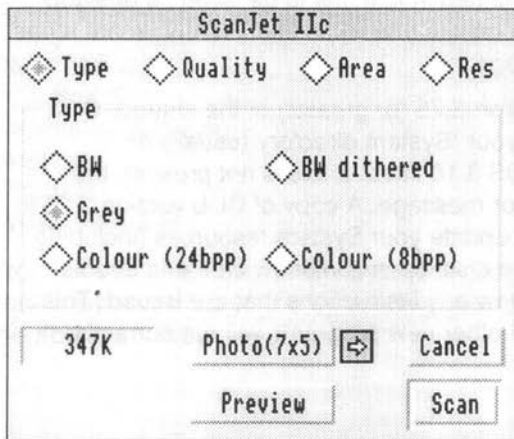 ScanJet IIc
Type Quality Area Res
Type
BW BW dithered
Grey
Colour (24bpp) Colour (8bpp)
347K Photo(7x5) Cancel
Preview Scan